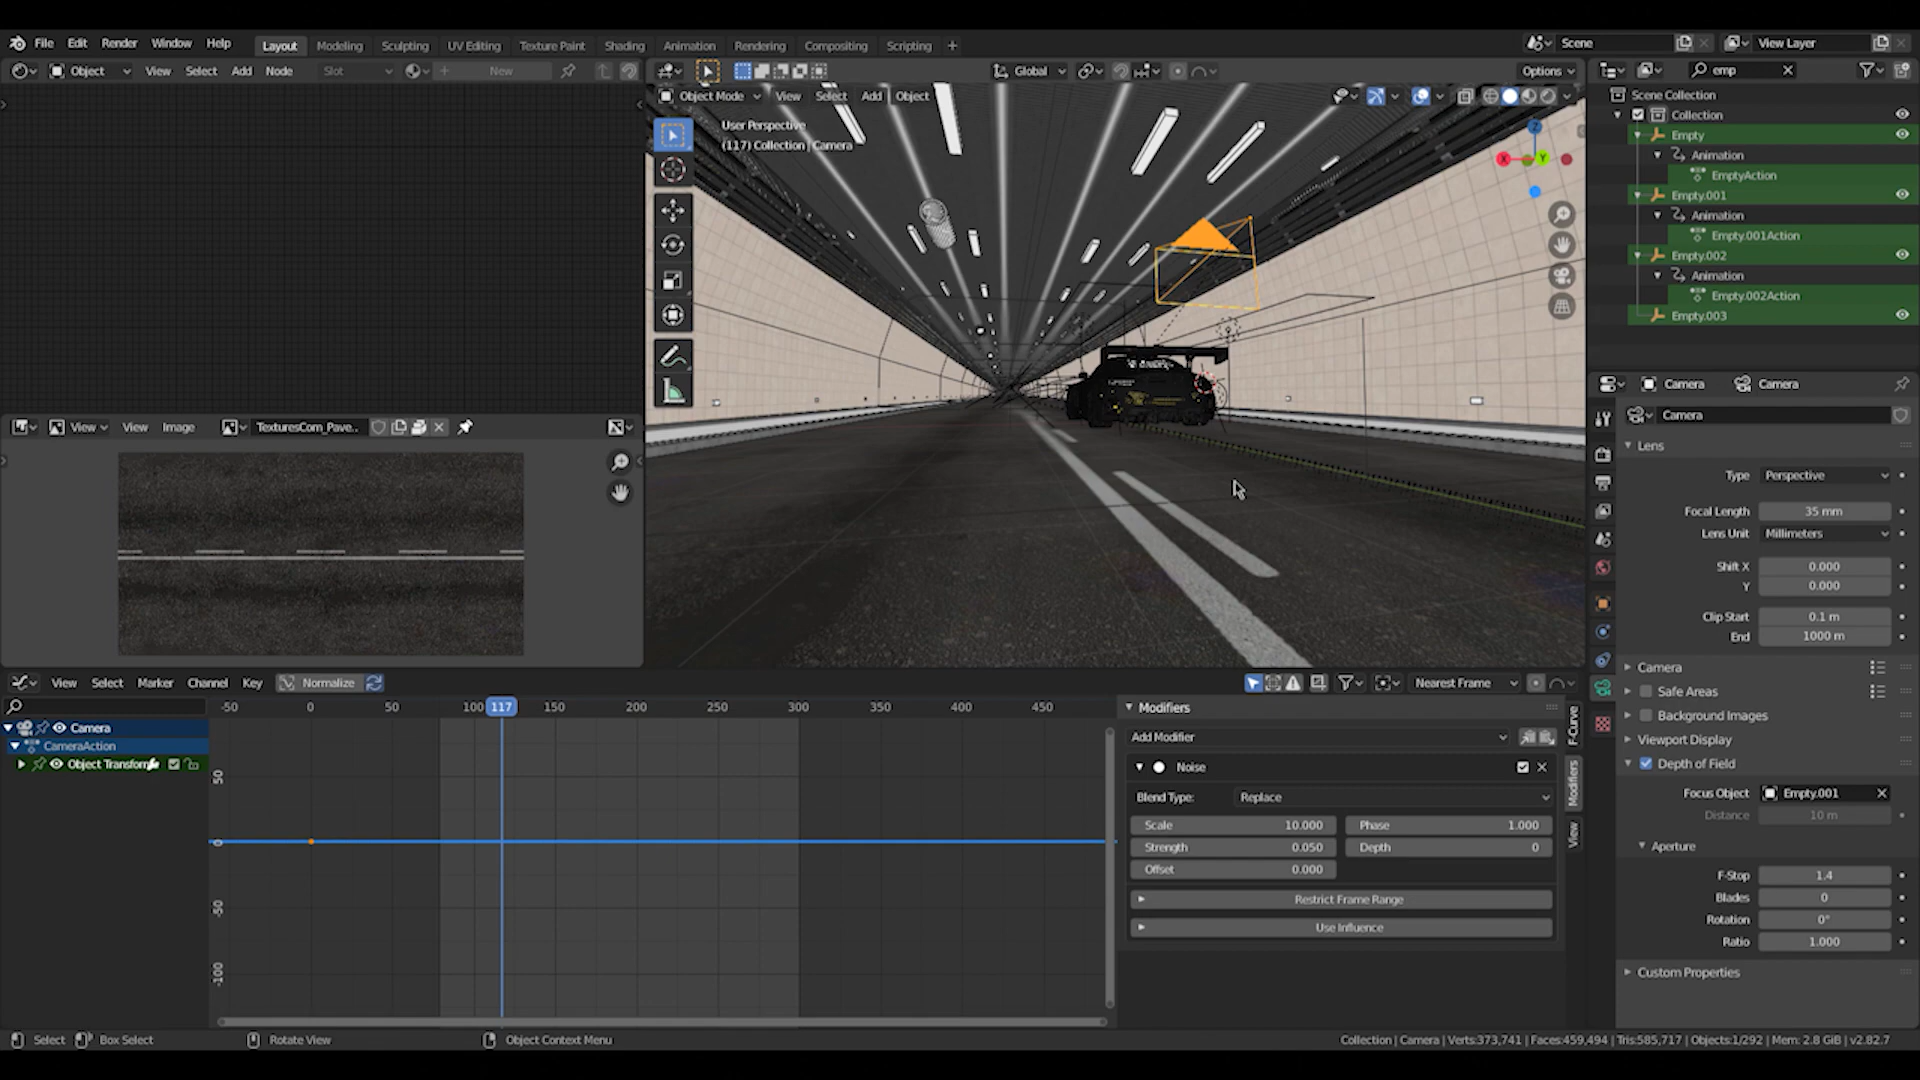 File Edit Render Window Help Layout Modeling Sculpting UV Editing Texture Paint Shading Animation Rendering Compositing Scripting + Scene View Layer
Object View Select Add Node Slot New Global Options emp
Object Mode View Select Add Object
User Perspective
(117) Collection | Camera
X
Y
Z
Scene Collection
Collection
Empty
Animation
EmptyAction
Empty.001
Animation
Empty.001Action
Empty.002
Animation
Empty.002Action
Empty.003
View View Image TexturesCom_Pave..
Camera Camera
Camera
Lens
Type Perspective
Focal Length 35 mm
Lens Unit Millimeters
Shift X 0.000
Y 0.000
Clip Start 0.1 m
End 1000 m
Camera
Safe Areas
Background Images
Viewport Display
Depth of Field
Focus Object Empty.001
Distance 10 m
Aperture
F-Stop 1.4
Blades 0
Rotation 0°
Ratio 1.000
Custom Properties
View Select Marker Channel Key Normalize Nearest Frame
-50 0 50 100 117 150 200 250 300 350 400 450
Camera
CameraAction
Object Transform
50
0
-50
-100
Modifiers
Add Modifier
Noise
Blend Type: Replace
Scale 10.000 Phase 1.000
Strength 0.050 Depth 0
Offset 0.000
Restrict Frame Range
Use Influence
F-Curve
Modifiers
View
Select Box Select Rotate View Object Context Menu Collection | Camera | Verts:373,741 | Faces:459,494 | Tris:585,717 | Objects:1/292 | Mem: 2.8 GiB | v2.82.7